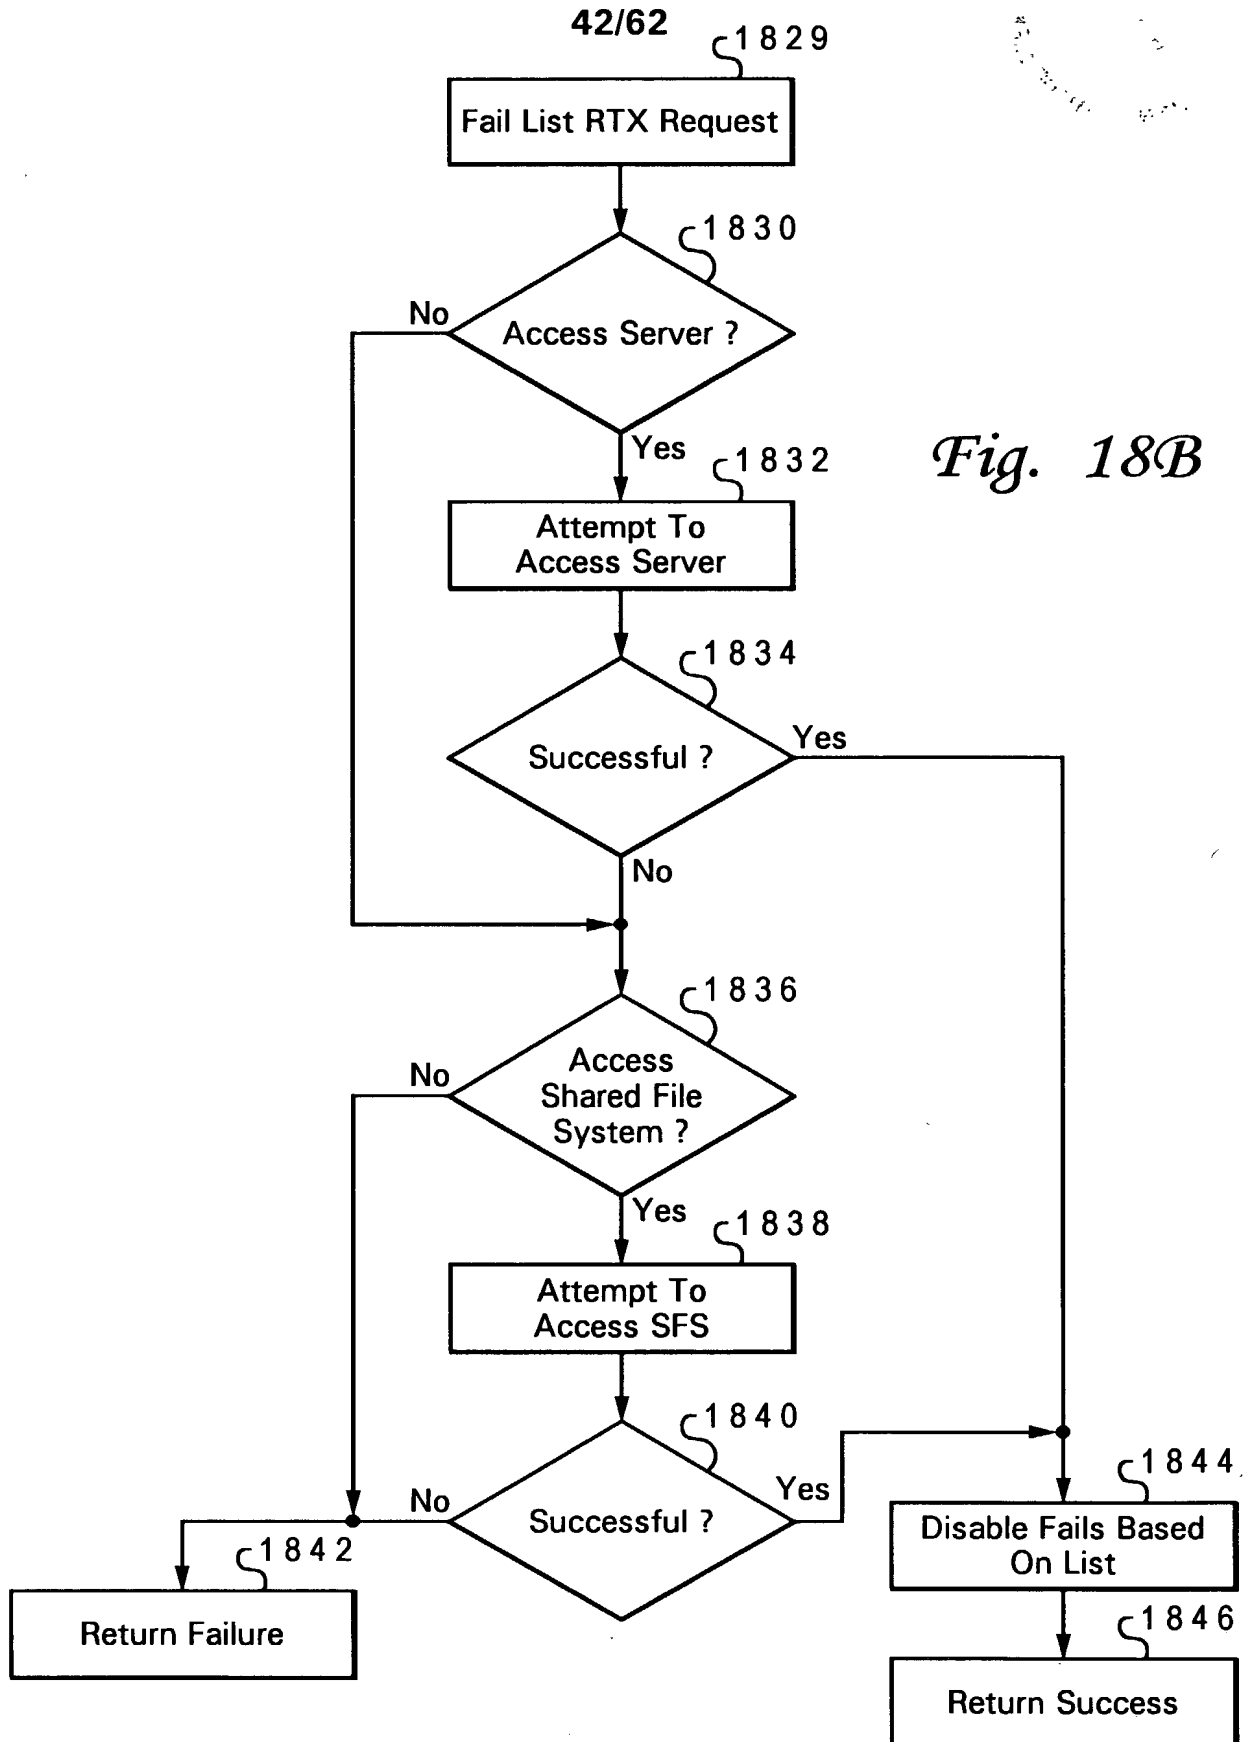 42/62
1829
Fail List RTX Request
1830
No
Access Server ?
Yes
Fig. 18B
1832
Attempt To
Access Server
1834
Successful ?
Yes
No
1836
Access
Shared File
System ?
No
Yes
1838
Attempt To
Access SFS
1840
Successful ?
No
Yes
1844
Disable Fails Based
On List
1842
Return Failure
1846
Return Success